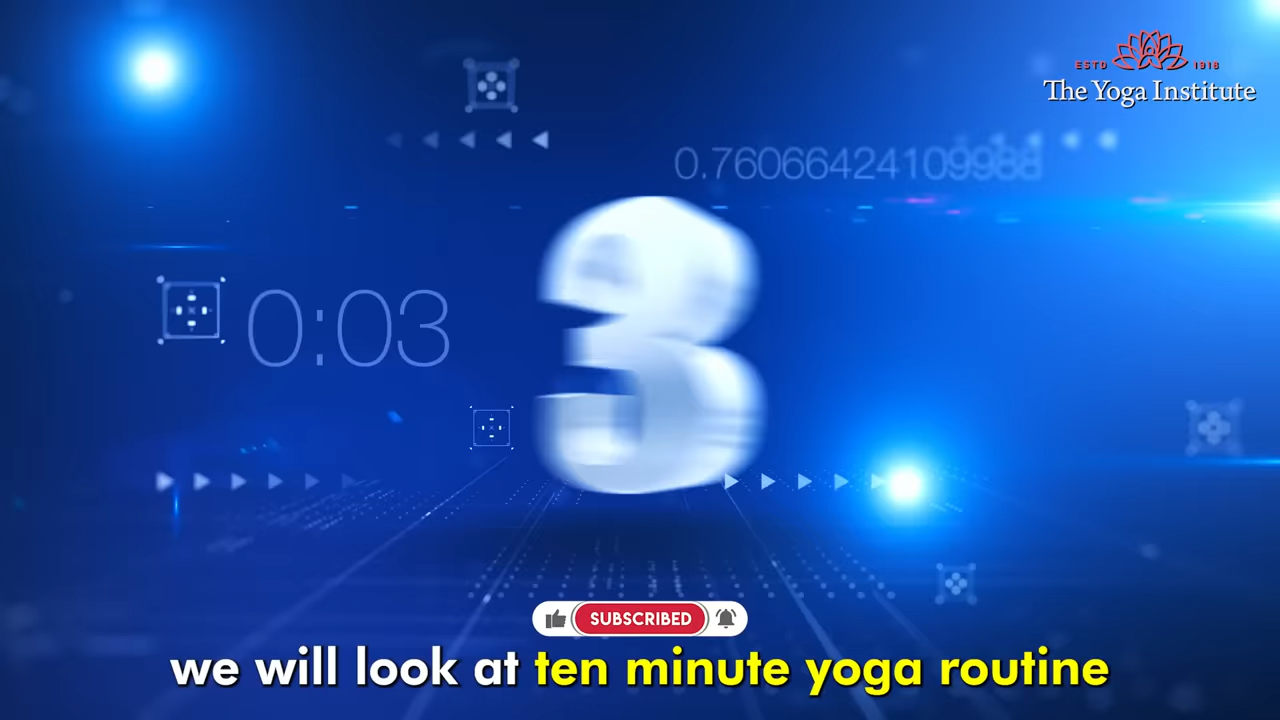 ESTD 1918
The Yoga Institute
0.76066424109988
0:03
3
SUBSCRIBED
we will look at ten minute yoga routine